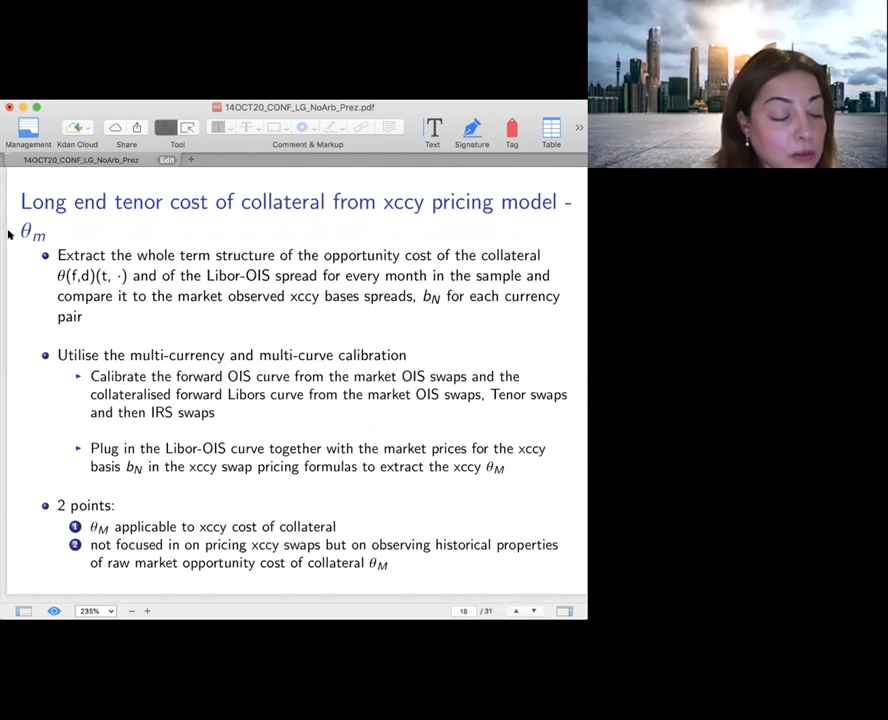 14OCT20_CONF_LG_NoArb_Prez.pdf
Management Kdan Cloud Share Tool Comment & Markup Text Signature Tag Table
14OCT20_CONF_LG_NoArb_Prez Edit +
Long end tenor cost of collateral from xccy pricing model -
θm
Extract the whole term structure of the opportunity cost of the collateral
θ(f,d)(t, ·) and of the Libor-OIS spread for every month in the sample and
compare it to the market observed xccy bases spreads, bN for each currency
pair
Utilise the multi-currency and multi-curve calibration
Calibrate the forward OIS curve from the market OIS swaps and the
collateralised forward Libors curve from the market OIS swaps, Tenor swaps
and then IRS swaps
Plug in the Libor-OIS curve together with the market prices for the xccy
basis bN in the xccy swap pricing formulas to extract the xccy θM
2 points:
1 θM applicable to xccy cost of collateral
2 not focused in on pricing xccy swaps but on observing historical properties
of raw market opportunity cost of collateral θM
235% − + 18 / 31